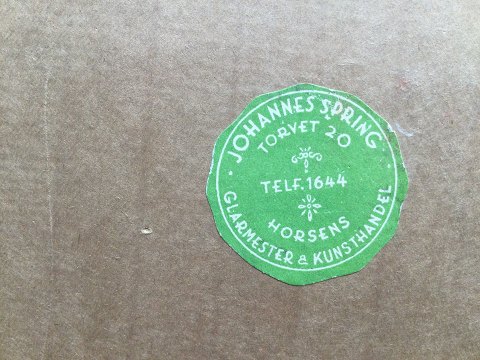 JOHANNES SPRING
TORVET 20
TELF. 1644
HORSENS
GLARMESTER & KUNSTHANDEL